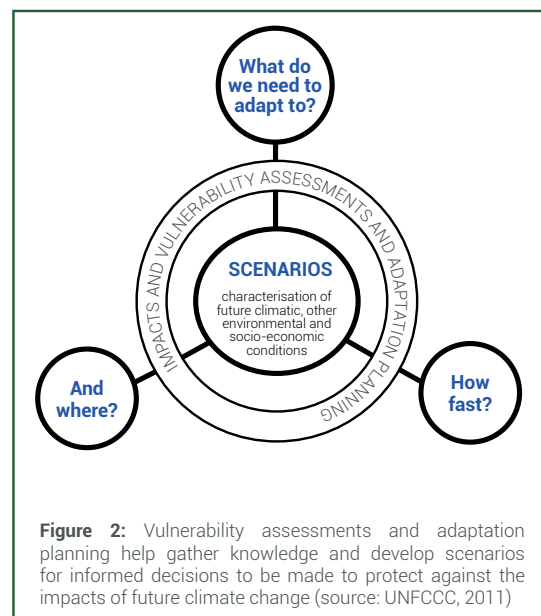 What do
we need to
adapt to?
IMPACTS AND VULNERABILITY ASSESSMENTS AND ADAPTATION PLANNING
SCENARIOS
characterisation of
future climatic, other
environmental and
socio-economic
conditions
And
where?
How
fast?
Figure 2: Vulnerability assessments and adaptation
planning help gather knowledge and develop scenarios
for informed decisions to be made to protect against the
impacts of future climate change (source: UNFCCC, 2011)